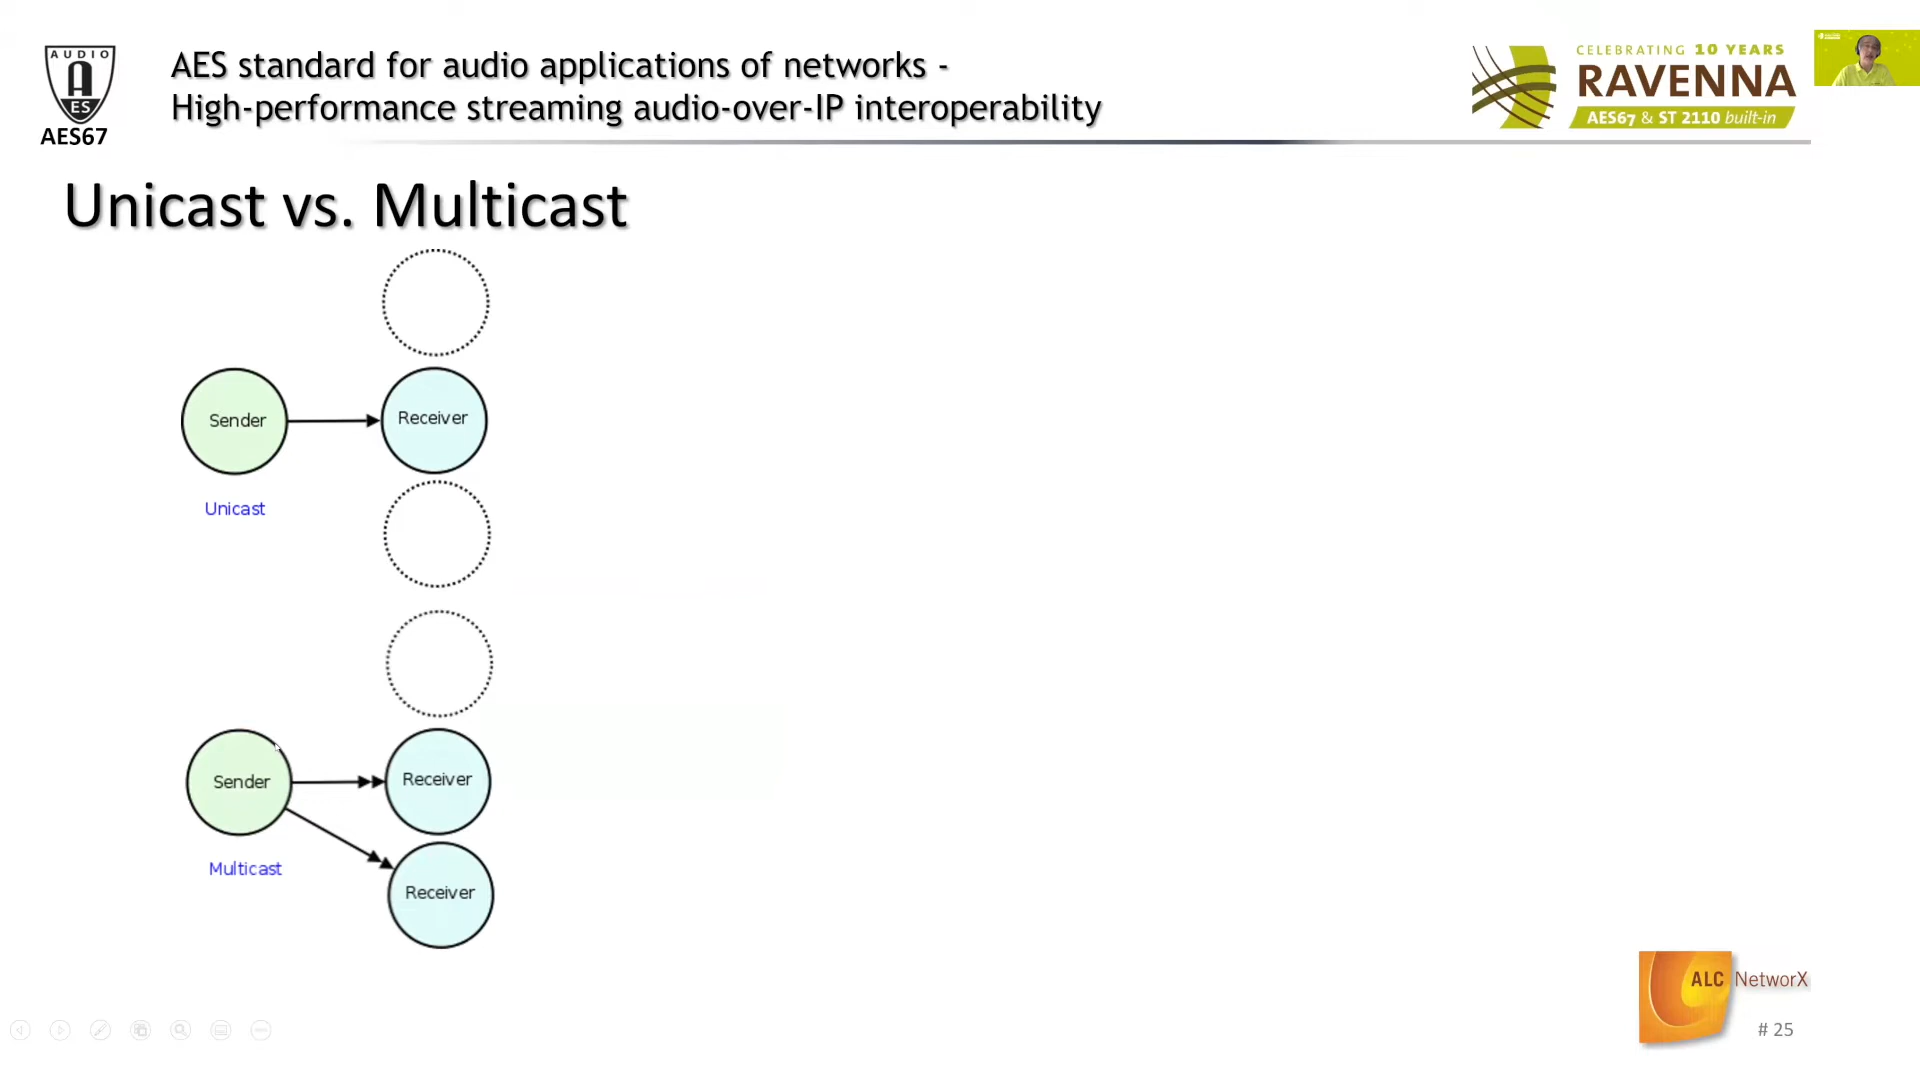 AUDIO
A
ES
AES67
AES standard for audio applications of networks -
High-performance streaming audio-over-IP interoperability
CELEBRATING 10 YEARS
RAVENNA
AES67 & ST 2110 built-in
Unicast vs. Multicast
Sender
Receiver
Unicast
Sender
Receiver
Multicast
Receiver
ALC NetworX
# 25